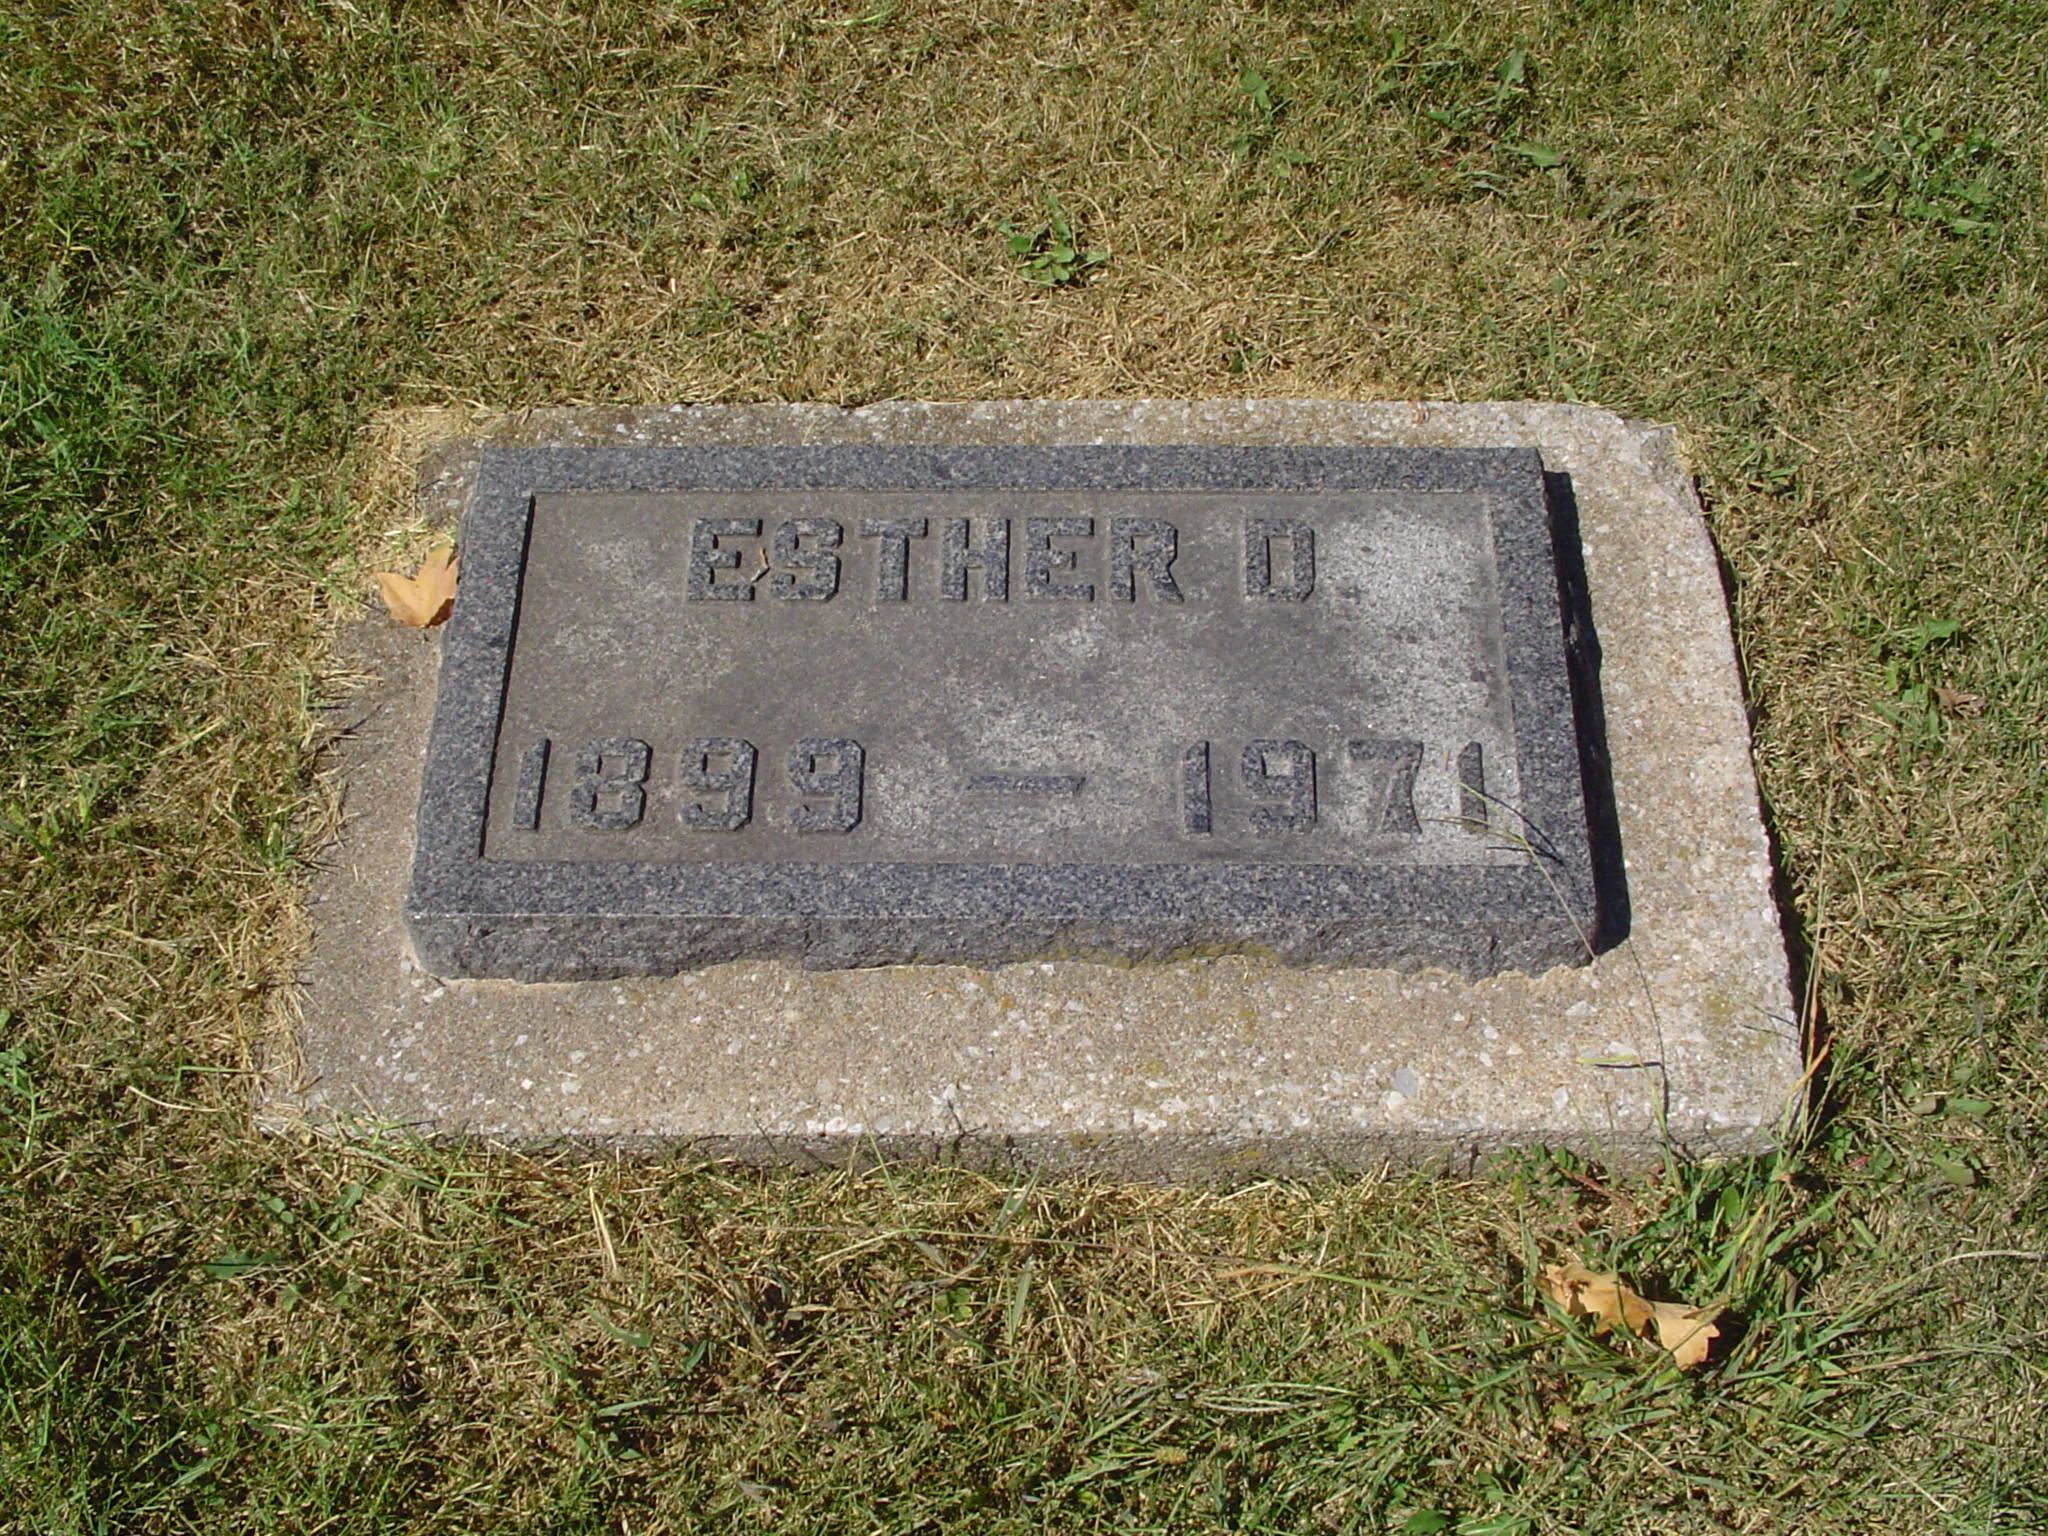 ESTHER D.
1899 — 1971